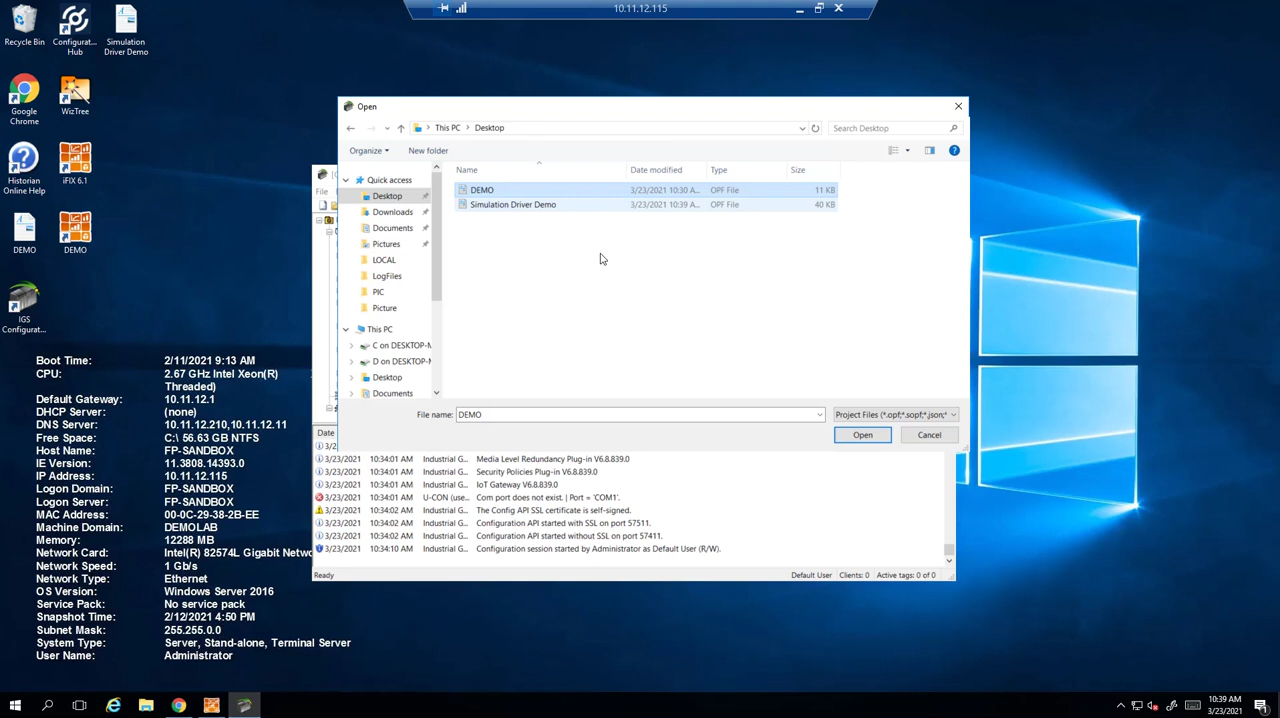 10.11.12.115
Recycle Bin
Configurat... Hub
Simulation Driver Demo
Google Chrome
WizTree
Historian Online Help
iFIX 6.1
DEMO
DEMO
IGS Configurat...
Open
This PC > Desktop
Search Desktop
Organize
New folder
Name Date modified Type Size
DEMO 3/23/2021 10:30 A... OPF File 11 KB
Simulation Driver Demo 3/23/2021 10:39 A... OPF File 40 KB
Quick access
Desktop
Downloads
Documents
Pictures
LOCAL
LogFiles
PIC
Picture
This PC
C on DESKTOP-M
D on DESKTOP-M
Desktop
Documents
File name: DEMO
Project Files (*.opf;*.sopf;*.json;*
Open Cancel
File
Date
3/2
3/23/2021 10:34:01 AM Industrial G... Media Level Redundancy Plug-in V6.8.839.0
3/23/2021 10:34:01 AM Industrial G... Security Policies Plug-in V6.8.839.0
3/23/2021 10:34:01 AM Industrial G... IoT Gateway V6.8.839.0
3/23/2021 10:34:01 AM U-CON (use... Com port does not exist. | Port = 'COM1'.
3/23/2021 10:34:02 AM Industrial G... The Config API SSL certificate is self-signed.
3/23/2021 10:34:02 AM Industrial G... Configuration API started with SSL on port 57511.
3/23/2021 10:34:02 AM Industrial G... Configuration API started without SSL on port 57411.
3/23/2021 10:34:10 AM Industrial G... Configuration session started by Administrator as Default User (R/W).
Ready Default User Clients: 0 Active tags: 0 of 0
Boot Time: 2/11/2021 9:13 AM
CPU: 2.67 GHz Intel Xeon(R)
Threaded)
Default Gateway: 10.11.12.1
DHCP Server: (none)
DNS Server: 10.11.12.210,10.11.12.11
Free Space: C:\ 56.63 GB NTFS
Host Name: FP-SANDBOX
IE Version: 11.3808.14393.0
IP Address: 10.11.12.115
Logon Domain: FP-SANDBOX
Logon Server: FP-SANDBOX
MAC Address: 00-0C-29-38-2B-EE
Machine Domain: DEMOLAB
Memory: 12288 MB
Network Card: Intel(R) 82574L Gigabit Netwo
Network Speed: 1 Gb/s
Network Type: Ethernet
OS Version: Windows Server 2016
Service Pack: No service pack
Snapshot Time: 2/12/2021 4:50 PM
Subnet Mask: 255.255.0.0
System Type: Server, Stand-alone, Terminal Server
User Name: Administrator
10:39 AM
3/23/2021